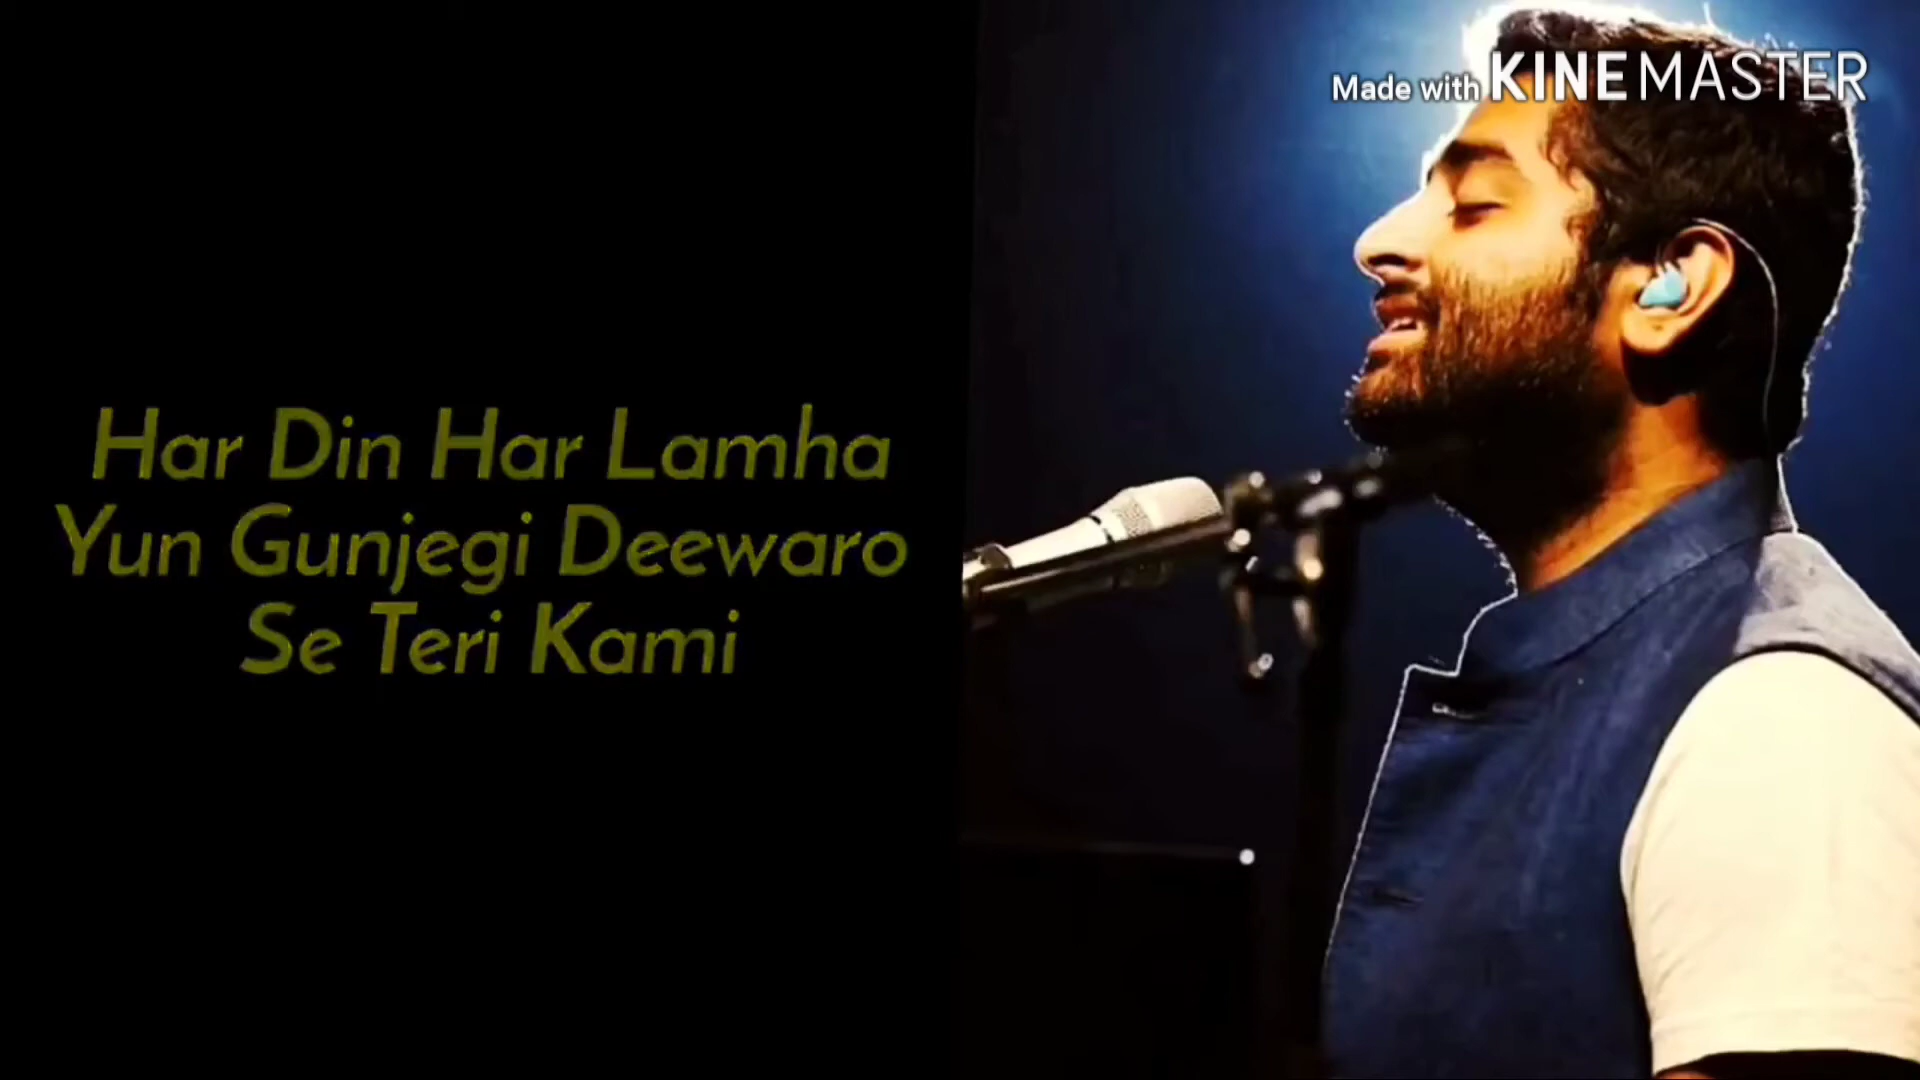 Made with KINEMASTER
Har Din Har Lamha
Yun Gunjegi Deewaro
Se Teri Kami